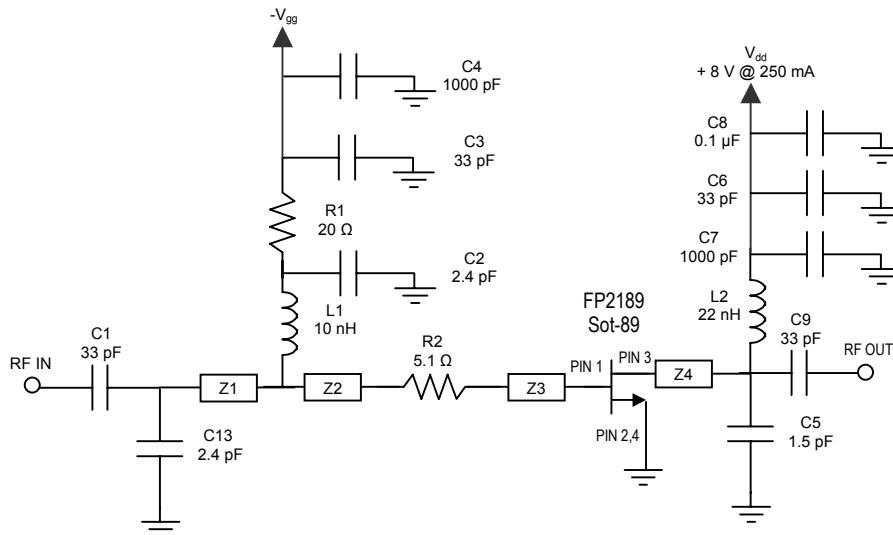 -Vgg
C4
1000 pF
C3
33 pF
R1
20 Ω
C2
2.4 pF
L1
10 nH
C1
33 pF
RF IN
Z1
Z2
R2
5.1 Ω
Z3
C13
2.4 pF
FP2189
Sot-89
PIN 1
PIN 3
PIN 2,4
Z4
Vdd
+ 8 V @ 250 mA
C8
0.1 µF
C6
33 pF
C7
1000 pF
L2
22 nH
C9
33 pF
RF OUT
C5
1.5 pF